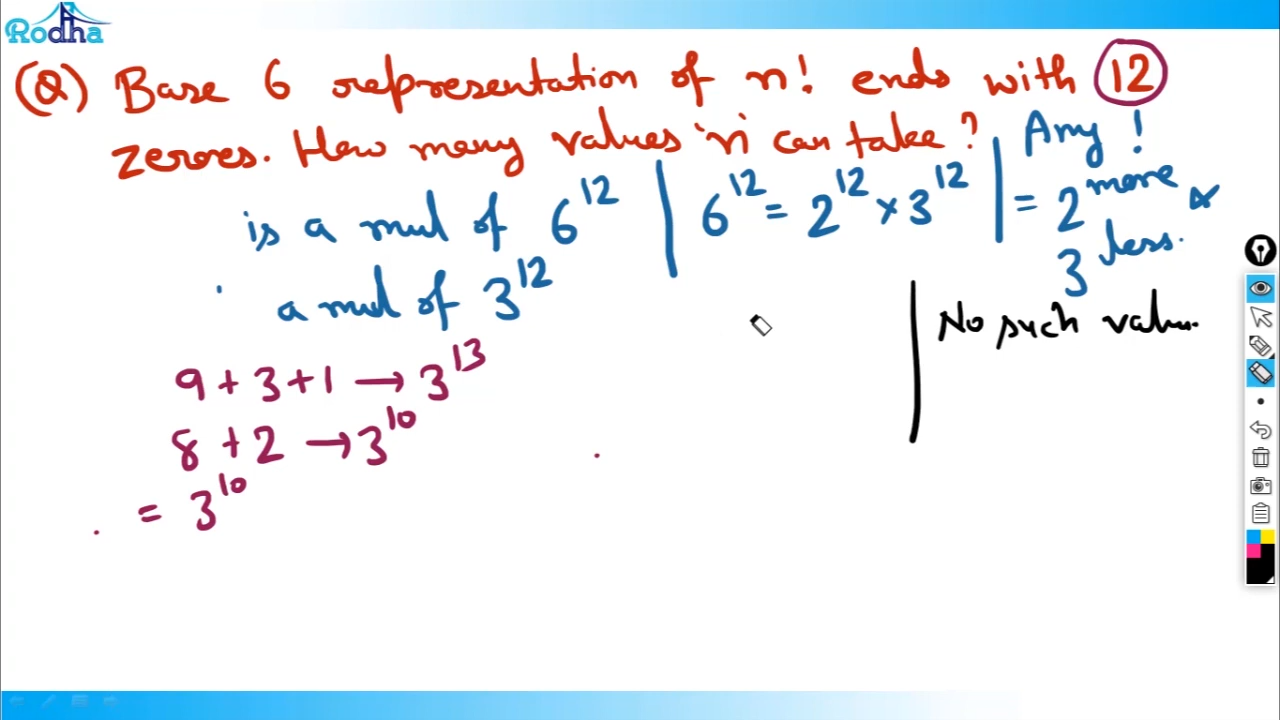 Rodha
(Q) Base 6 representation of n! ends with 12
zeroes. How many values 'n' can take?
Any!
is a mul of 6^12 | 6^12 = 2^12 × 3^12 | = 2 more
3 less.
a mul of 3^12
No such value.
9 + 3 + 1 → 3^13
8 + 2 → 3^10
= 3^10